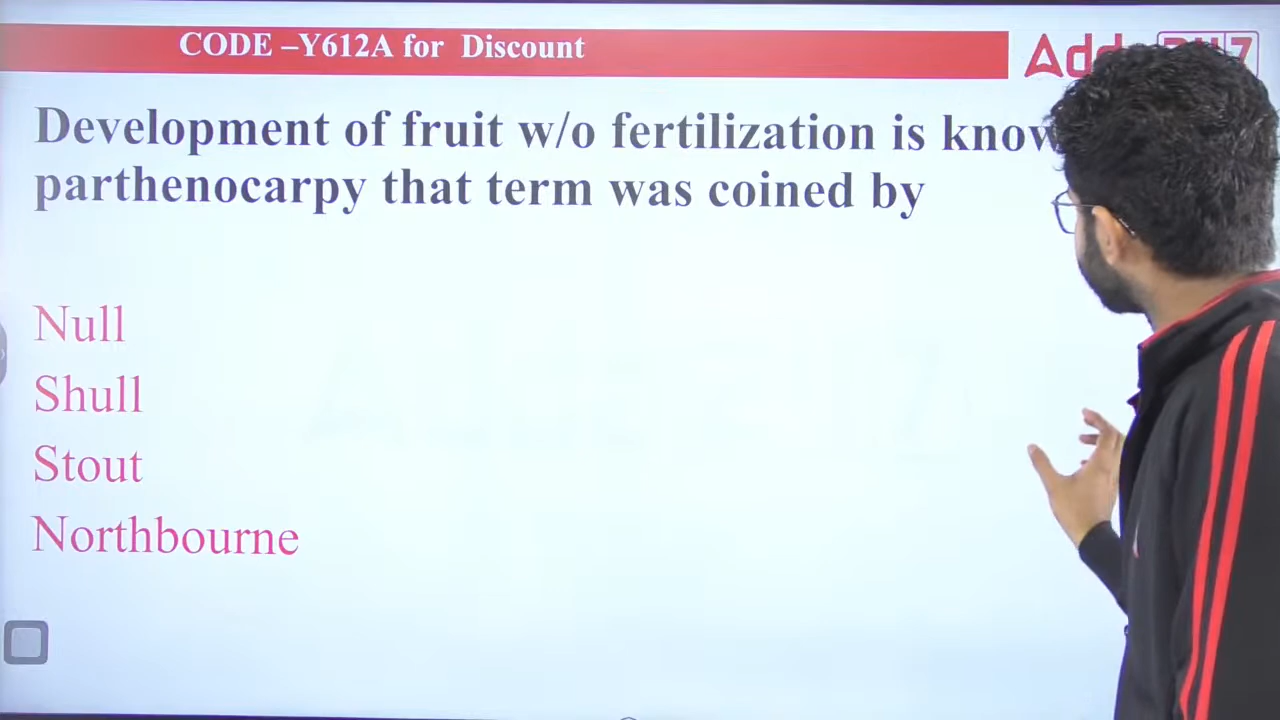 CODE –Y612A for Discount
Development of fruit w/o fertilization is
parthenocarpy that term was coined by
Null
Shull
Stout
Northbourne